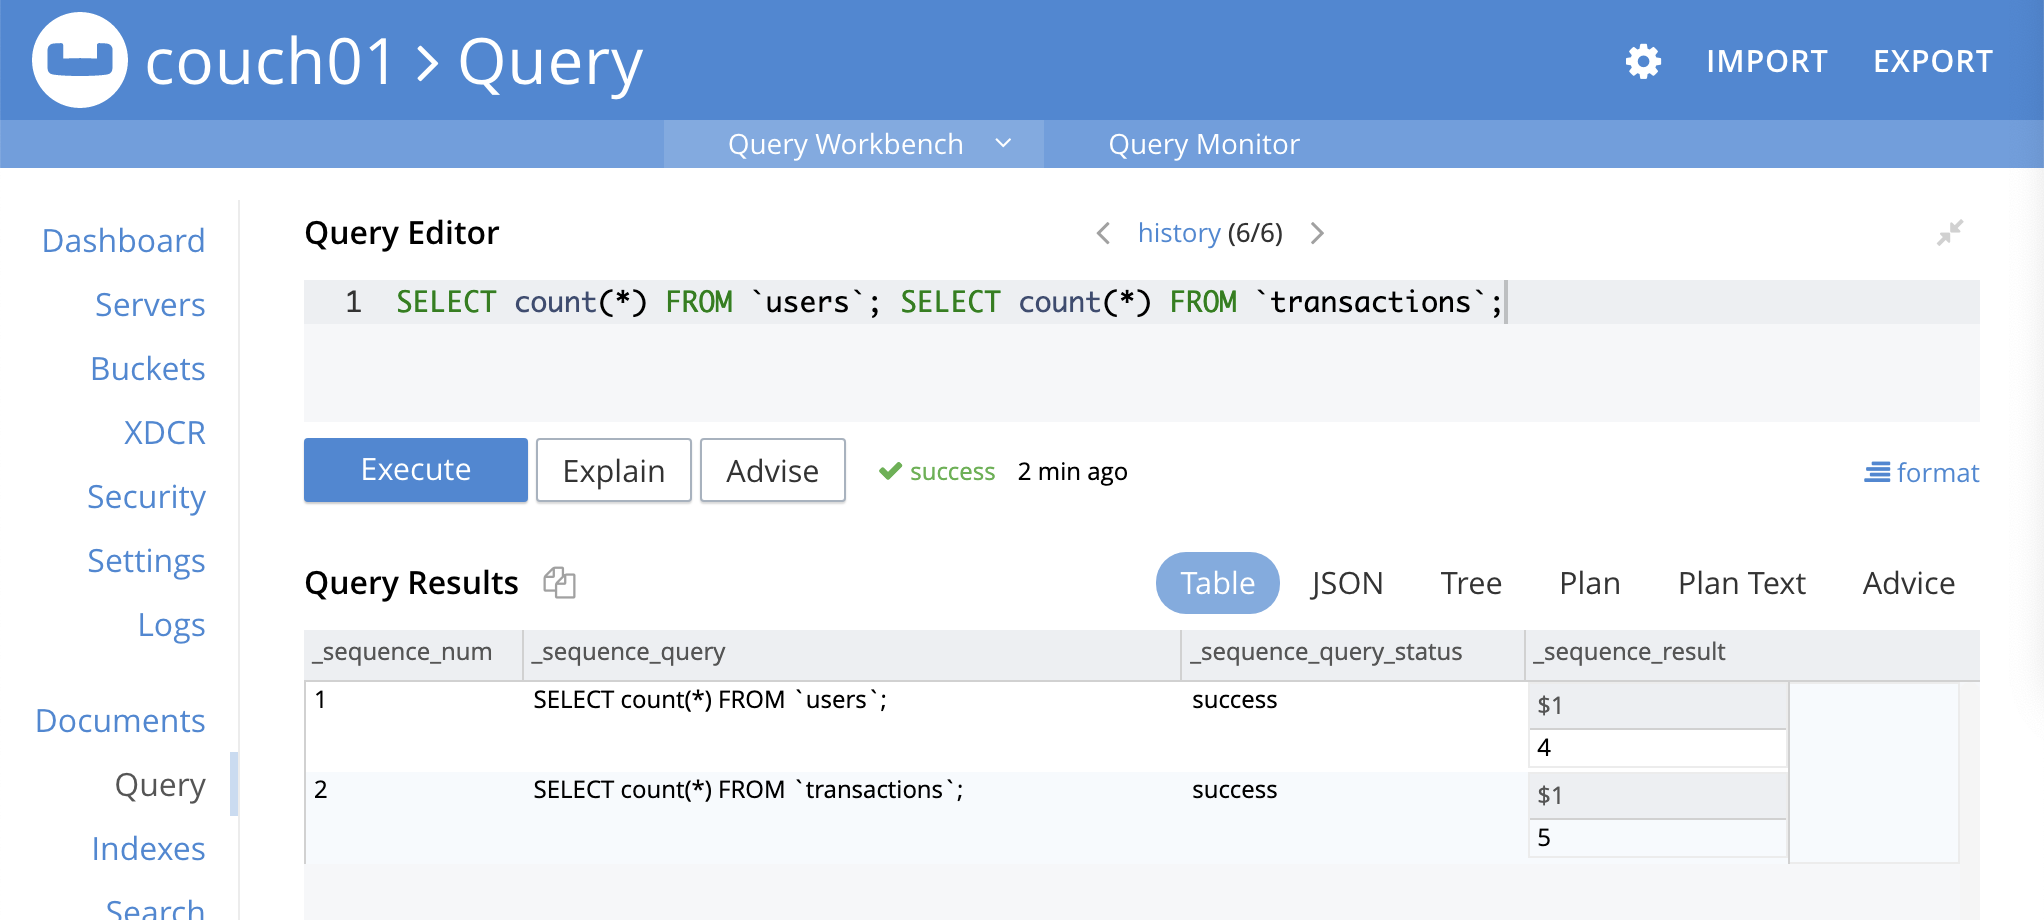 couch01 > Query
IMPORT
EXPORT
Query Workbench
Query Monitor
Dashboard
Servers
Buckets
XDCR
Security
Settings
Logs
Documents
Query
Indexes
Search
Query Editor
history (6/6)
1 SELECT count(*) FROM `users`; SELECT count(*) FROM `transactions`;
Execute
Explain
Advise
success 2 min ago
format
Query Results
Table
JSON
Tree
Plan
Plan Text
Advice
_sequence_num _sequence_query _sequence_query_status _sequence_result
1 SELECT count(*) FROM `users`; success $1
4
2 SELECT count(*) FROM `transactions`; success $1
5